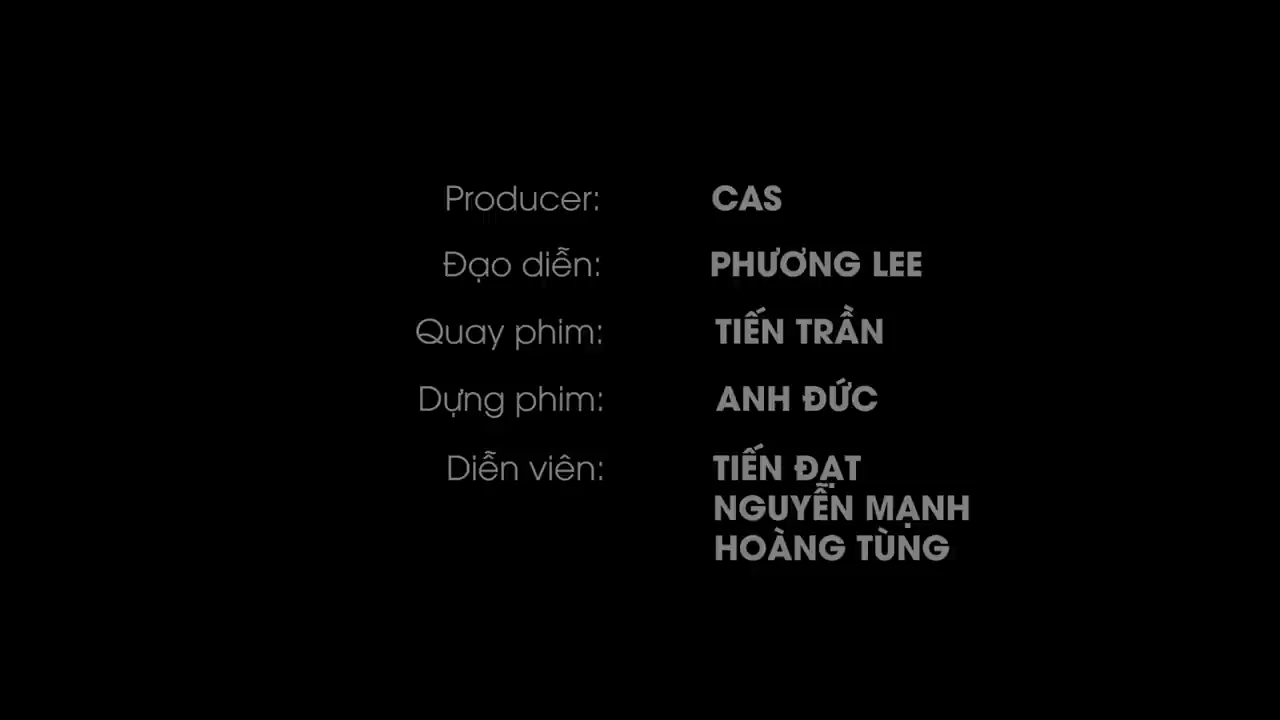 Producer: CAS
Đạo diễn: PHƯƠNG LEE
Quay phim: TIẾN TRẦN
Dựng phim: ANH ĐỨC
Diễn viên: TIẾN ĐẠT
NGUYỄN MẠNH
HOÀNG TÙNG